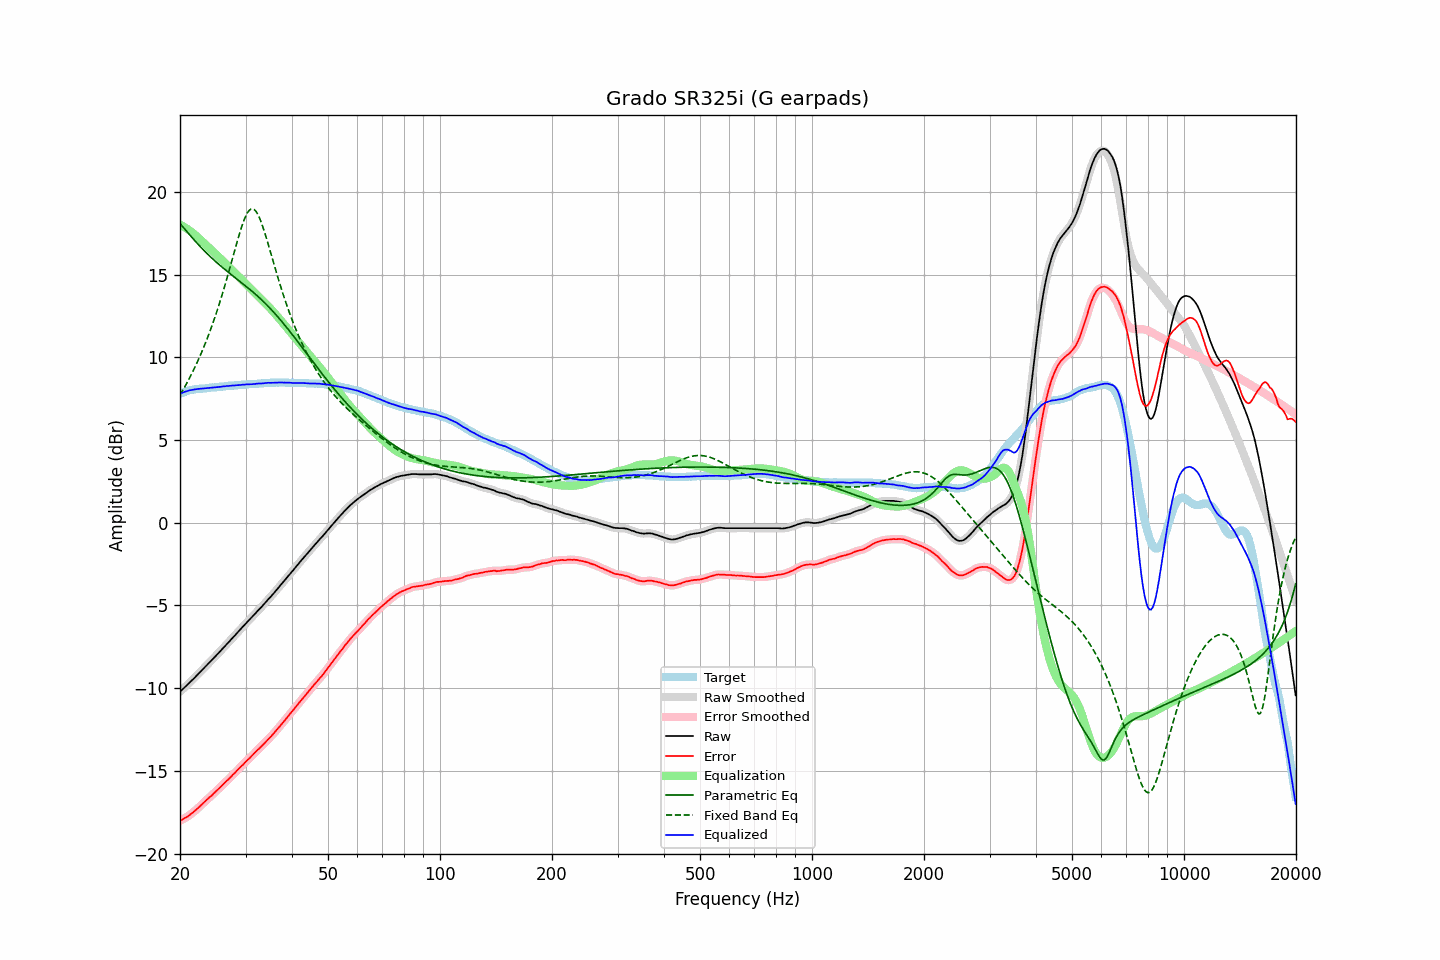 Grado SR325i (G earpads)
Amplitude (dBr)
20
15
10
5
0
−5
−10
−15
−20
Target
Raw Smoothed
Error Smoothed
Raw
Error
Equalization
Parametric Eq
Fixed Band Eq
Equalized
20 50 100 200 500 1000 2000 5000 10000 20000
Frequency (Hz)